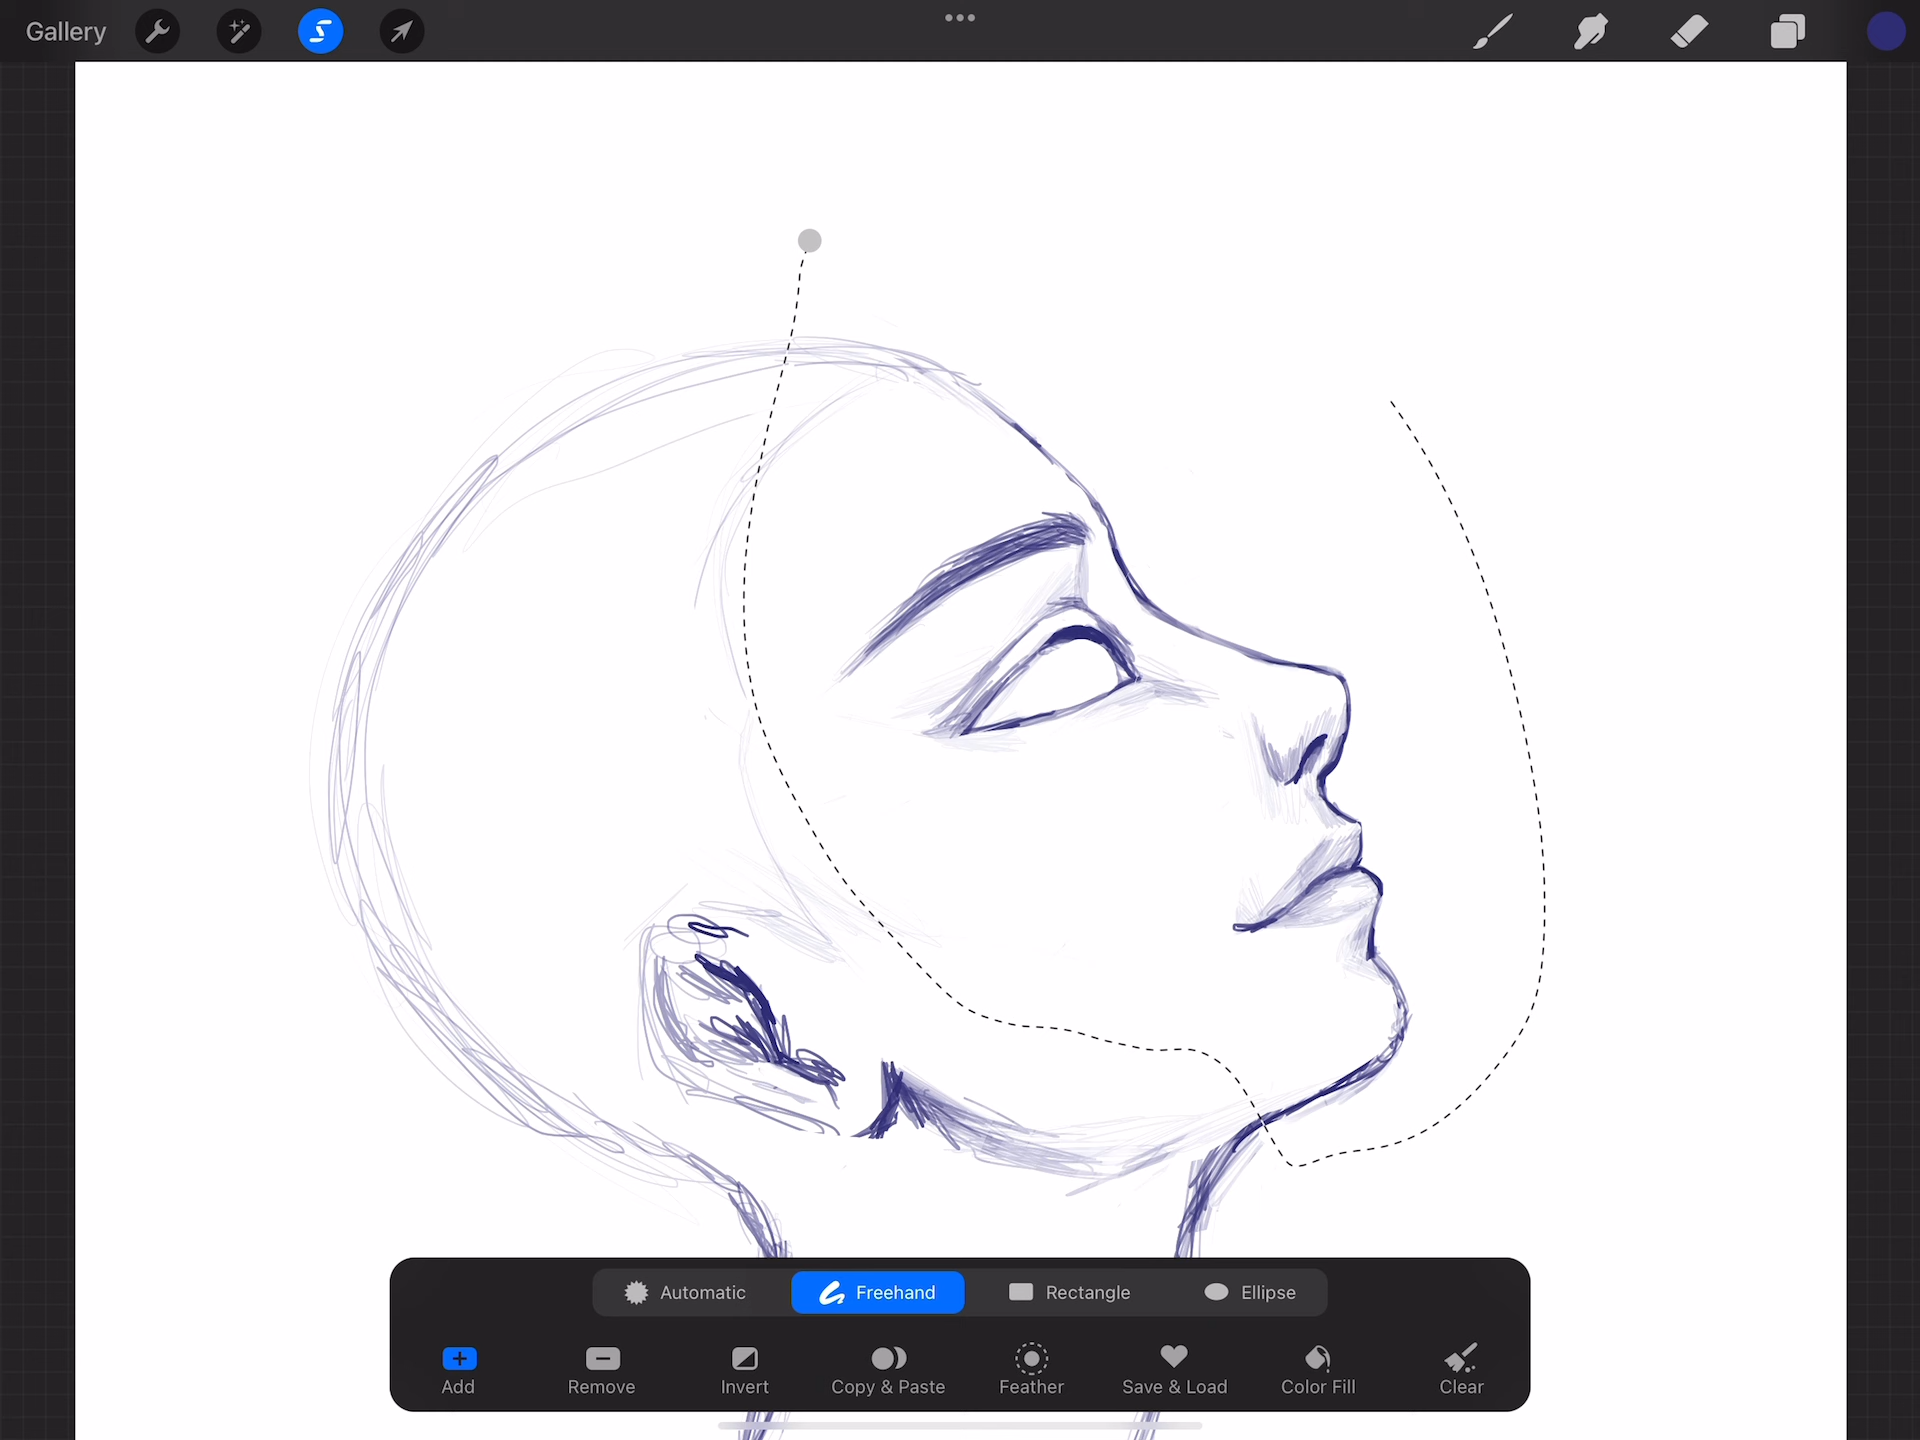 Gallery
Automatic Freehand Rectangle Ellipse
Add Remove Invert Copy & Paste Feather Save & Load Color Fill Clear